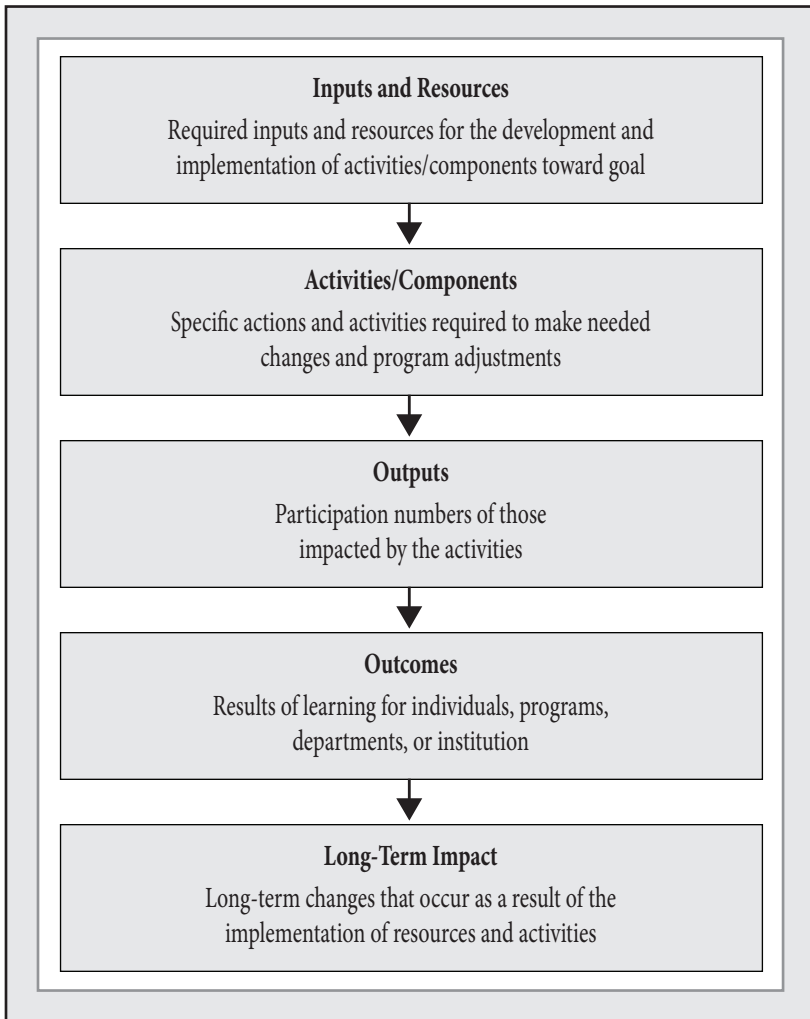 Inputs and Resources
Required inputs and resources for the development and
implementation of activities/components toward goal
Activities/Components
Specific actions and activities required to make needed
changes and program adjustments
Outputs
Participation numbers of those
impacted by the activities
Outcomes
Results of learning for individuals, programs,
departments, or institution
Long-Term Impact
Long-term changes that occur as a result of the
implementation of resources and activities